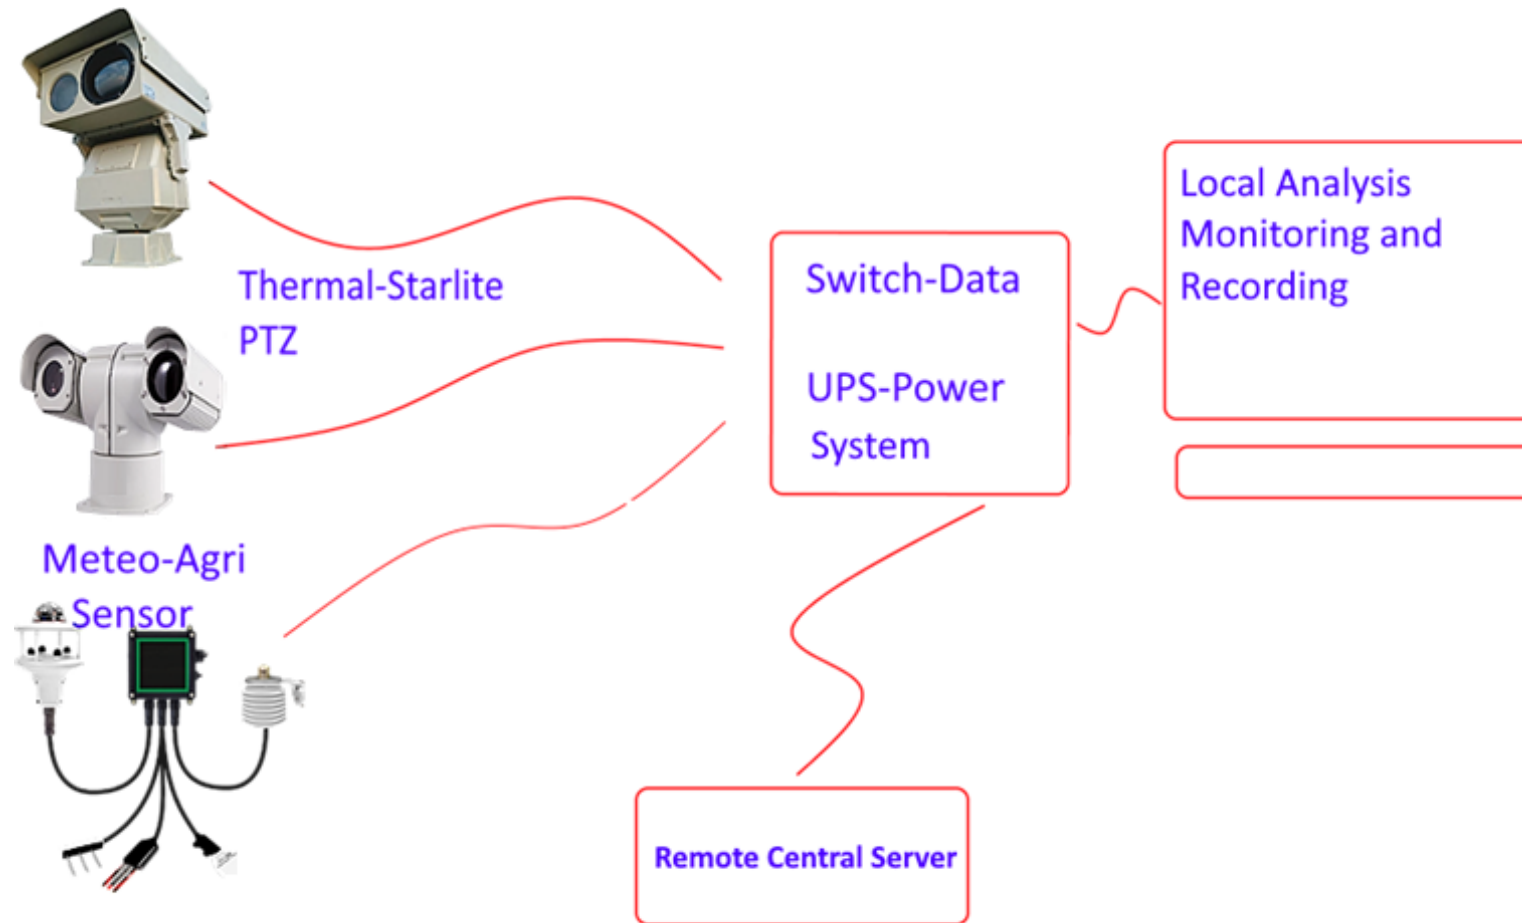 Thermal-Starlite
PTZ
Meteo-Agri
Sensor
Switch-Data
UPS-Power
System
Local Analysis
Monitoring and
Recording
Remote Central Server